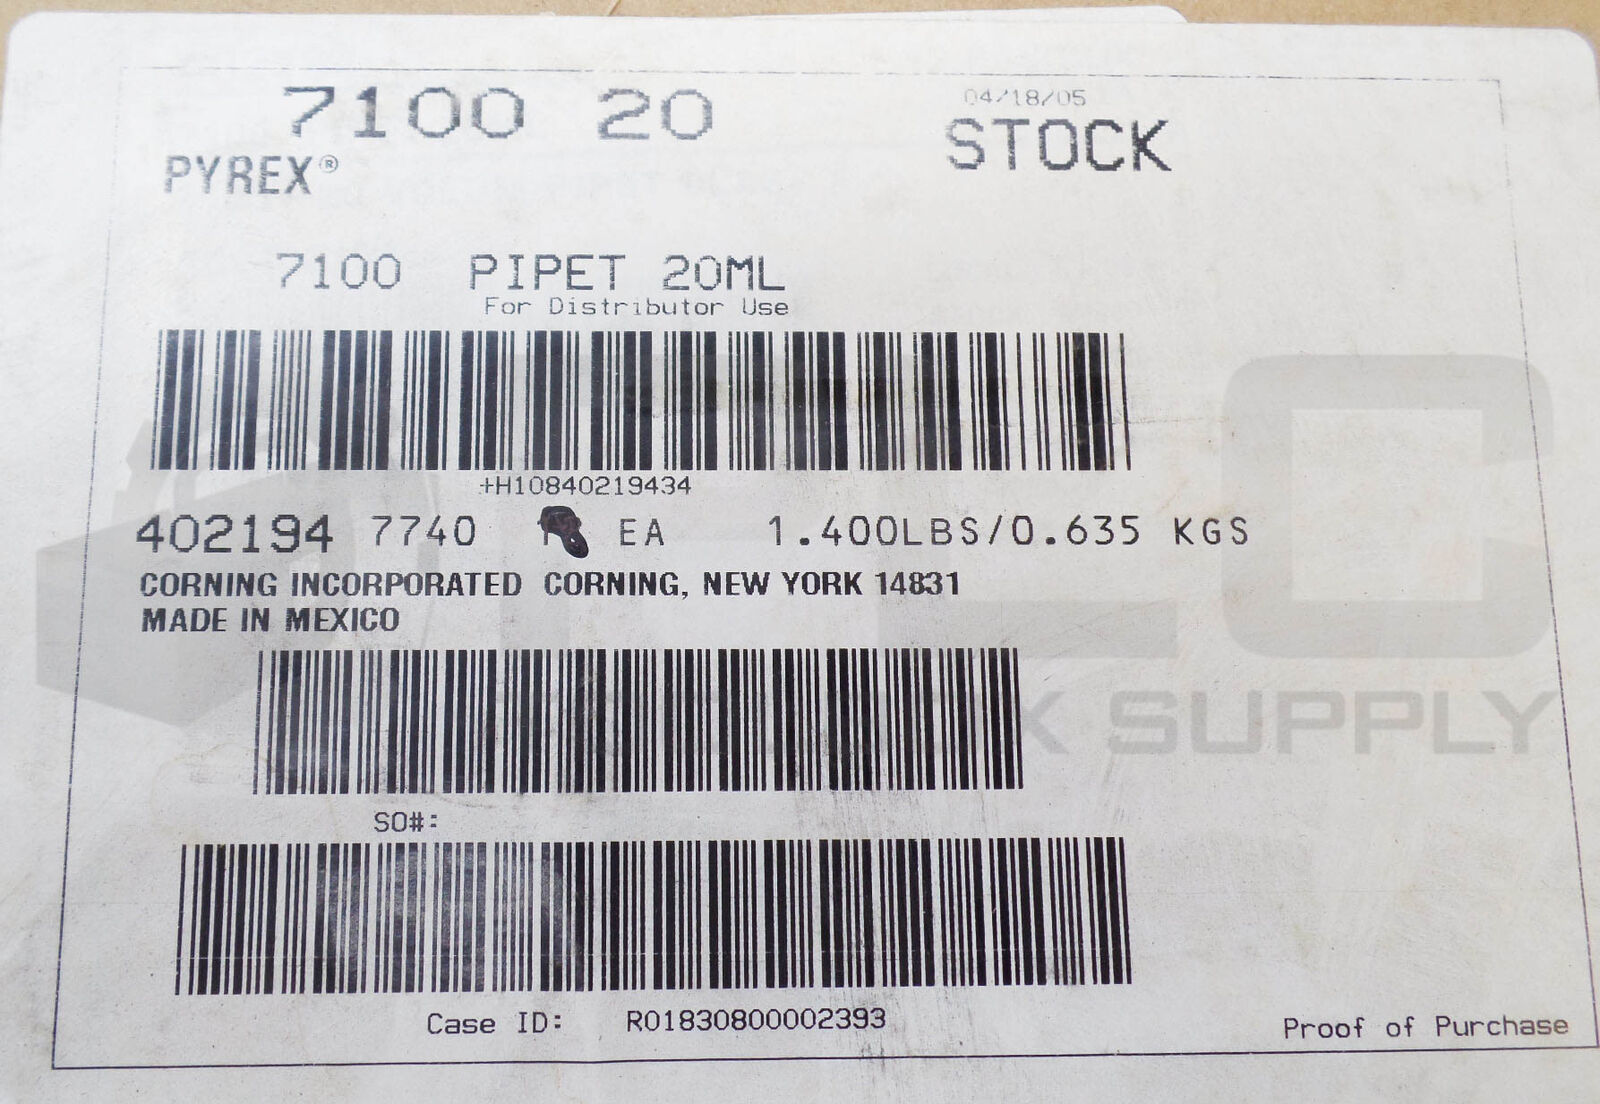 7100 20
04/18/05
STOCK
PYREX®
7100 PIPET 20ML
For Distributor Use
+H10840219434
402194 7740 EA 1.400LBS/0.635 KGS
CORNING INCORPORATED CORNING, NEW YORK 14831
MADE IN MEXICO
SUPPLY
SO#:
Case ID: R01830800002393
Proof of Purchase